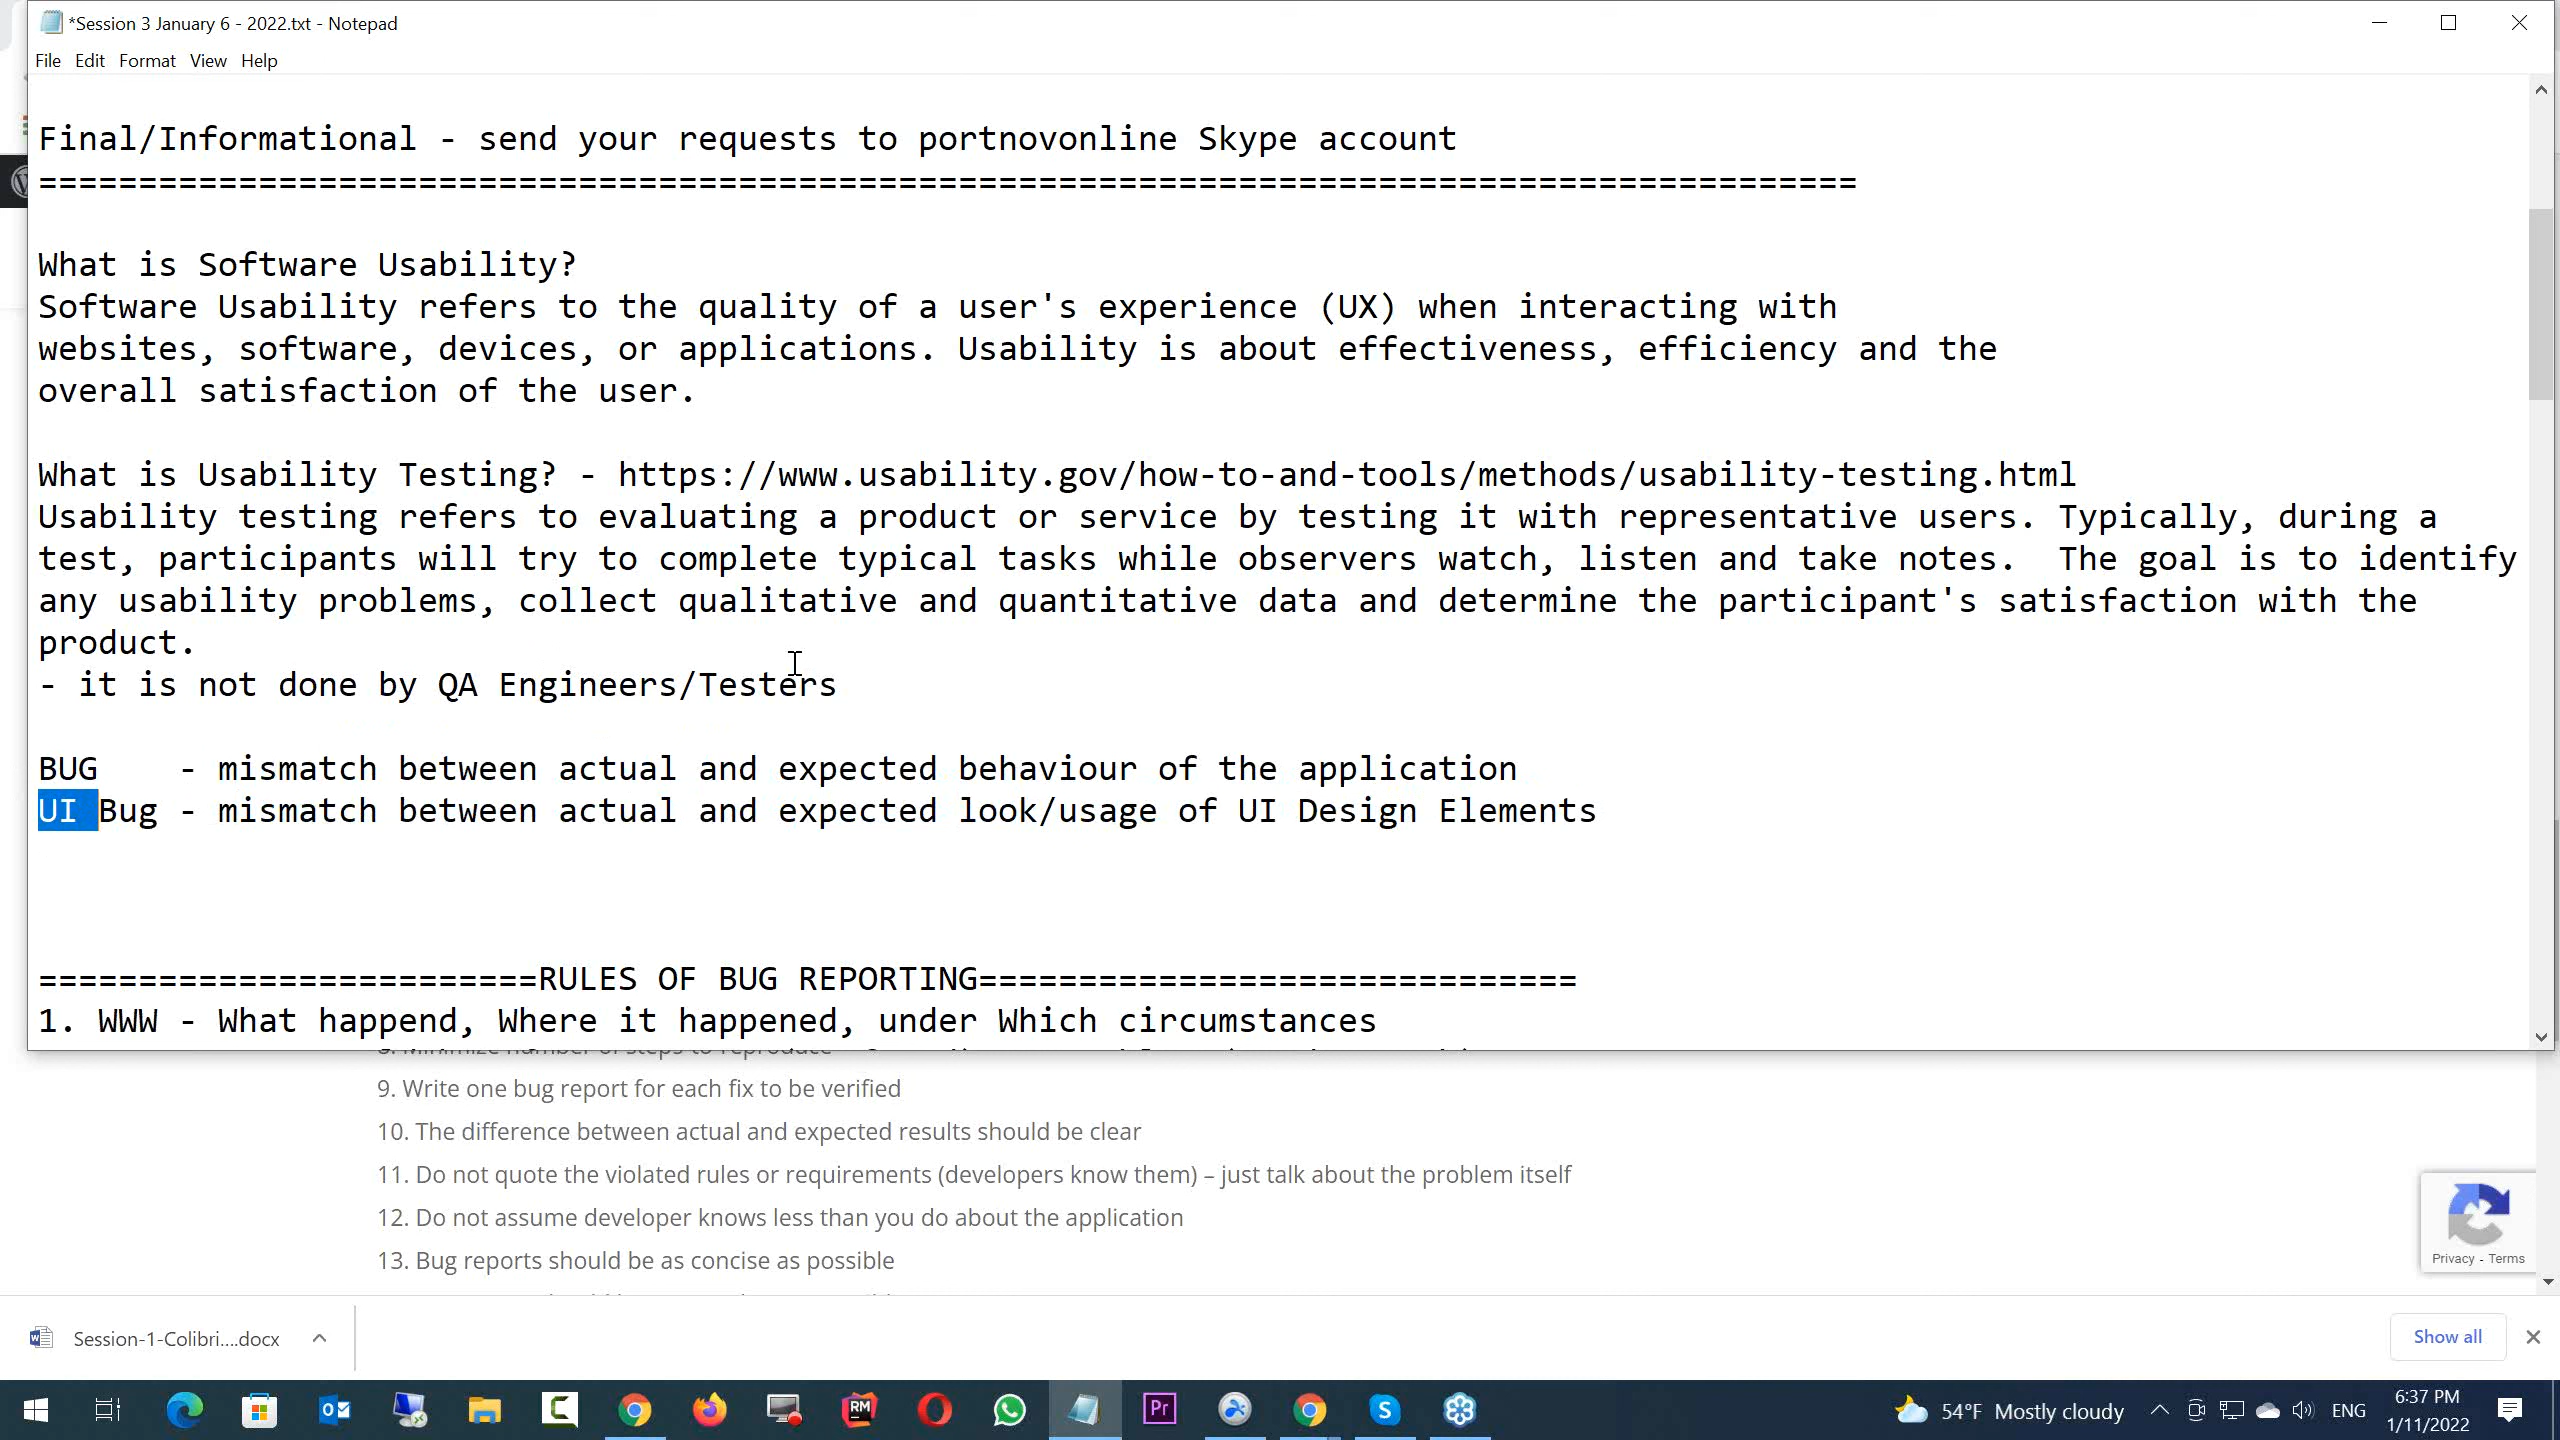 *Session 3 January 6 - 2022.txt - Notepad
File Edit Format View Help
Final/Informational - send your requests to portnovonline Skype account
===========================================================================================
What is Software Usability?
Software Usability refers to the quality of a user's experience (UX) when interacting with
websites, software, devices, or applications. Usability is about effectiveness, efficiency and the
overall satisfaction of the user.
What is Usability Testing? - https://www.usability.gov/how-to-and-tools/methods/usability-testing.html
Usability testing refers to evaluating a product or service by testing it with representative users. Typically, during a
test, participants will try to complete typical tasks while observers watch, listen and take notes.  The goal is to identify
any usability problems, collect qualitative and quantitative data and determine the participant's satisfaction with the
product.
- it is not done by QA Engineers/Testers
BUG    - mismatch between actual and expected behaviour of the application
UI Bug - mismatch between actual and expected look/usage of UI Design Elements
=========================RULES OF BUG REPORTING==============================
1. WWW - What happend, Where it happened, under Which circumstances
9. Write one bug report for each fix to be verified
10. The difference between actual and expected results should be clear
11. Do not quote the violated rules or requirements (developers know them) – just talk about the problem itself
12. Do not assume developer knows less than you do about the application
13. Bug reports should be as concise as possible
Privacy - Terms
Session-1-Colibri....docx
Show all
54°F Mostly cloudy
ENG
6:37 PM
1/11/2022